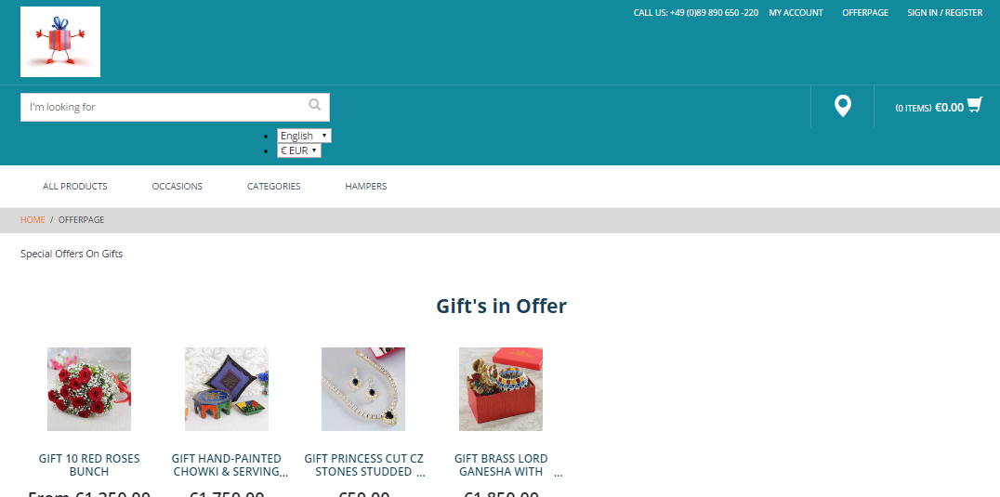 CALL US: +49 (0)89 890 650 -220 MY ACCOUNT OFFERPAGE SIGN IN / REGISTER
I'm looking for
(0 ITEMS) €0.00
English
€ EUR
ALL PRODUCTS OCCASIONS CATEGORIES HAMPERS
HOME / OFFERPAGE
Special Offers On Gifts
Gift's in Offer
GIFT 10 RED ROSES
BUNCH
GIFT HAND-PAINTED
CHOWKI & SERVING...
GIFT PRINCESS CUT CZ
STONES STUDDED ...
GIFT BRASS LORD
GANESHA WITH ...
From €1,250.00 €1,750.00 €50.00 €1,850.00